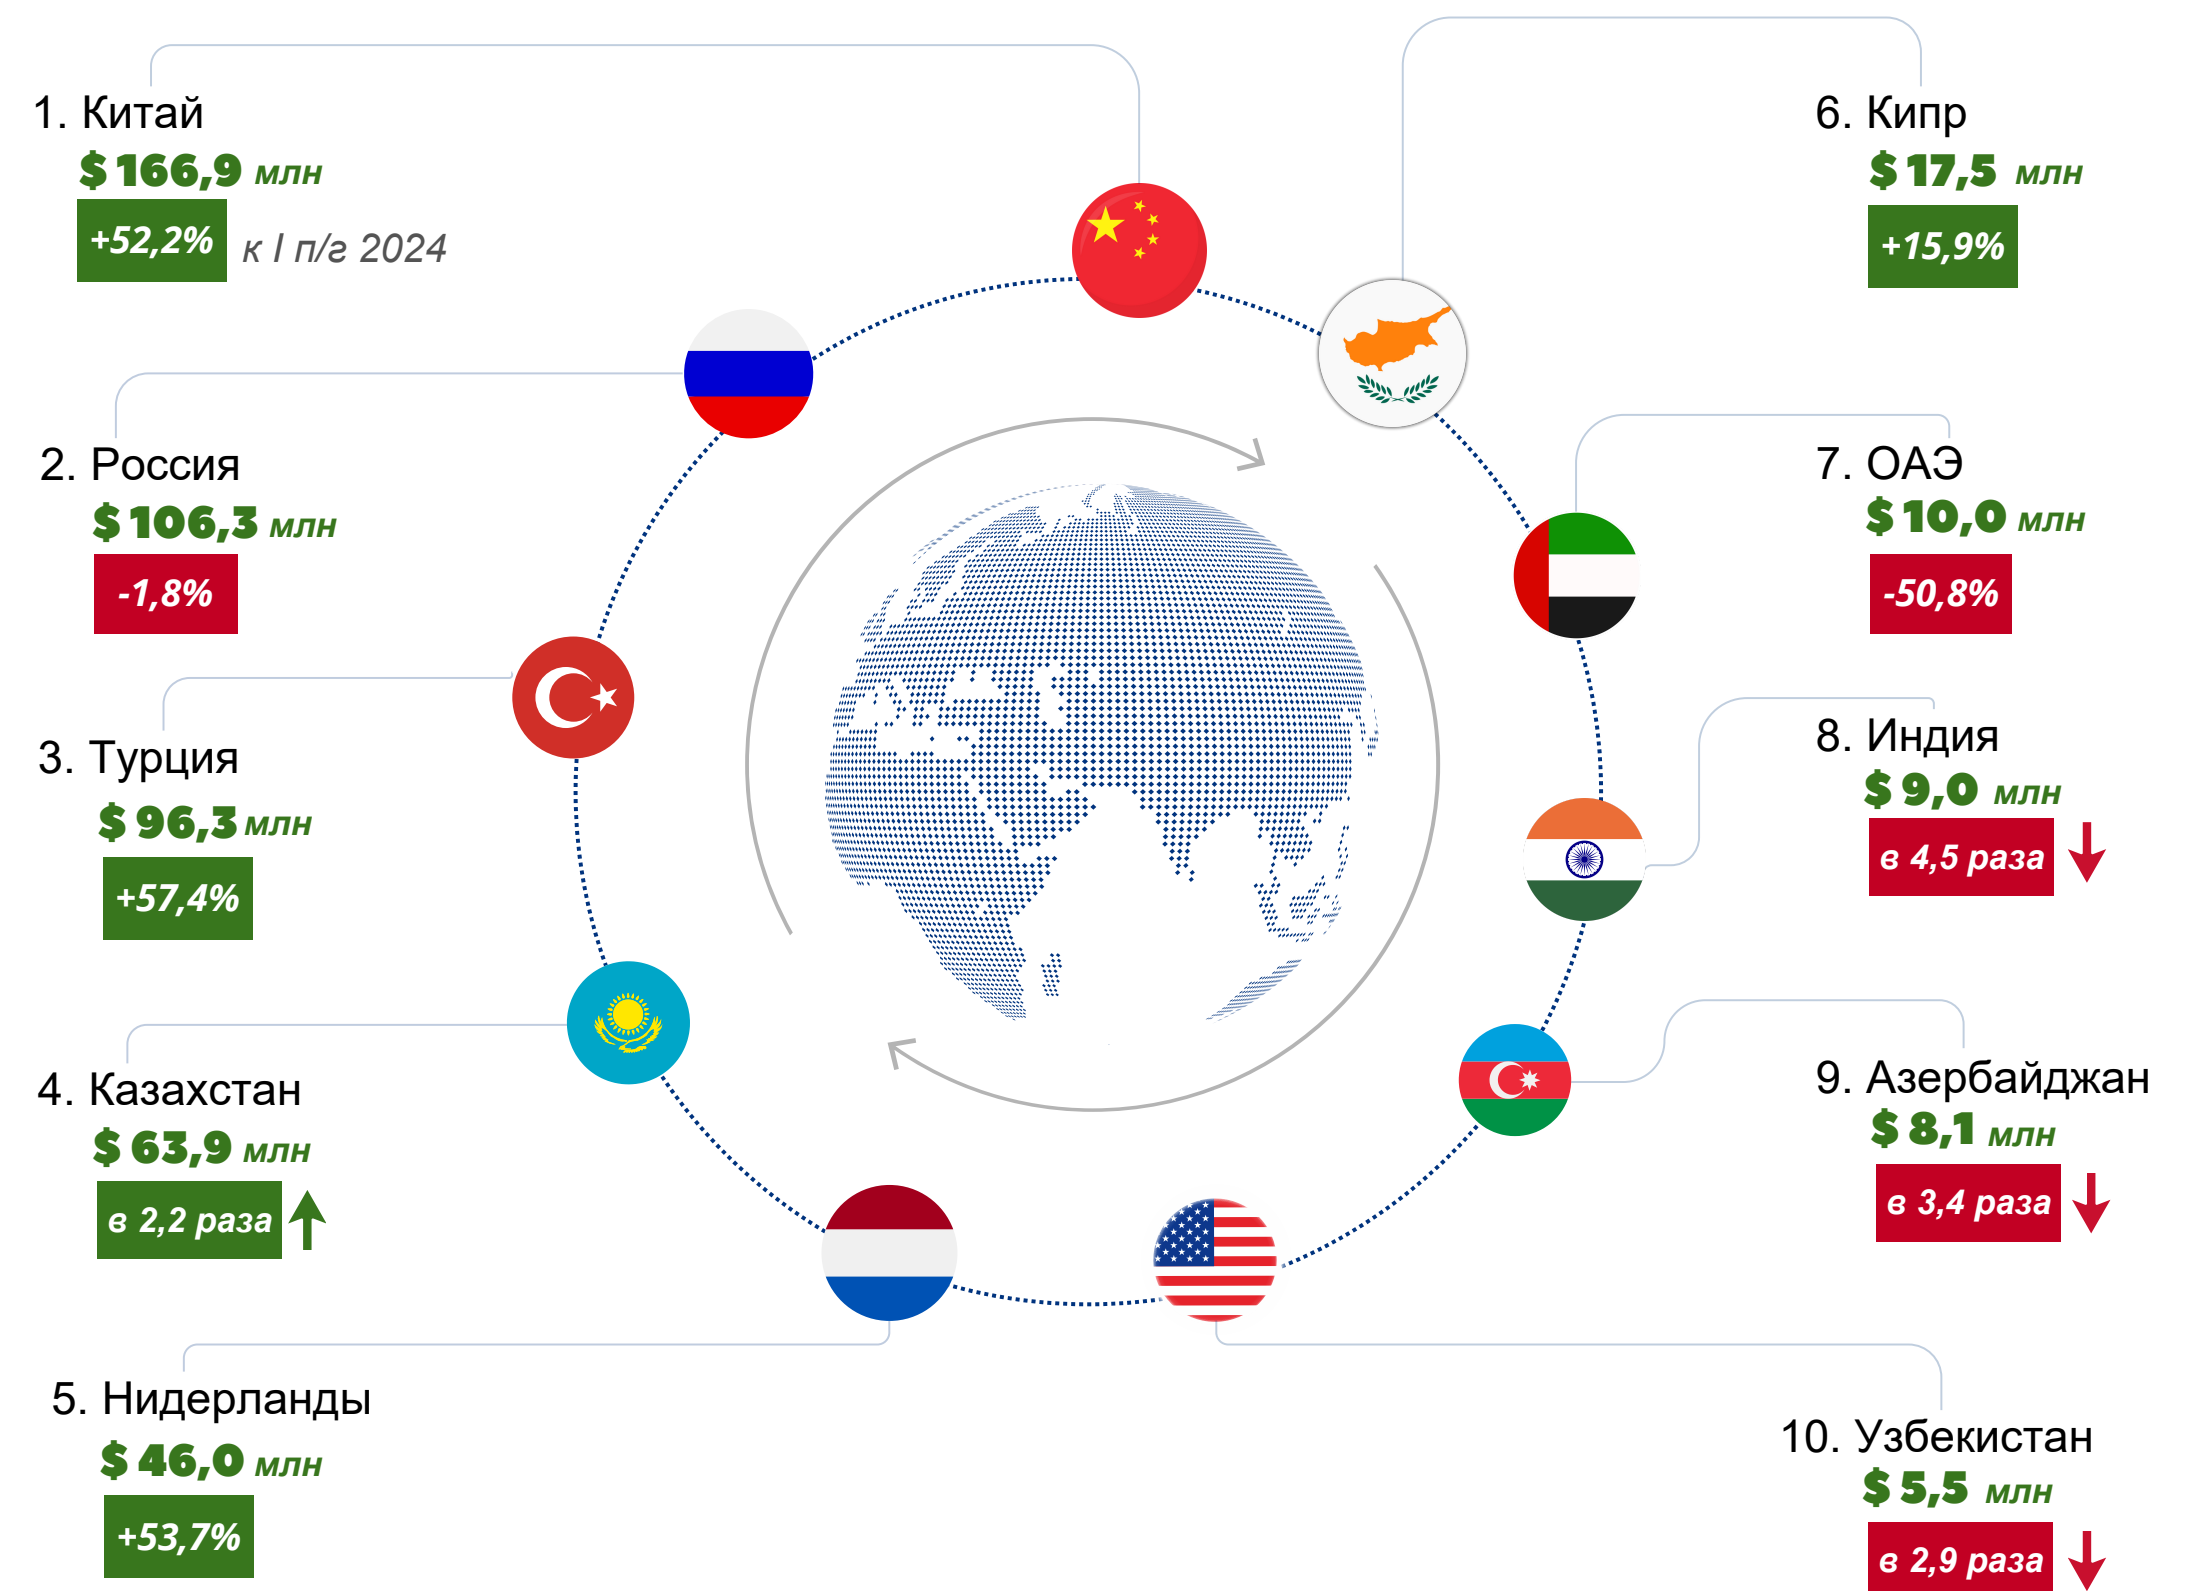 1. Китай
$ 166,9 млн
+52,2% к I п/г 2024
2. Россия
$ 106,3 млн
-1,8%
3. Турция
$ 96,3 млн
+57,4%
4. Казахстан
$ 63,9 млн
в 2,2 раза
5. Нидерланды
$ 46,0 млн
+53,7%
6. Кипр
$ 17,5 млн
+15,9%
7. ОАЭ
$ 10,0 млн
-50,8%
8. Индия
$ 9,0 млн
в 4,5 раза
9. Азербайджан
$ 8,1 млн
в 3,4 раза
10. Узбекистан
$ 5,5 млн
в 2,9 раза